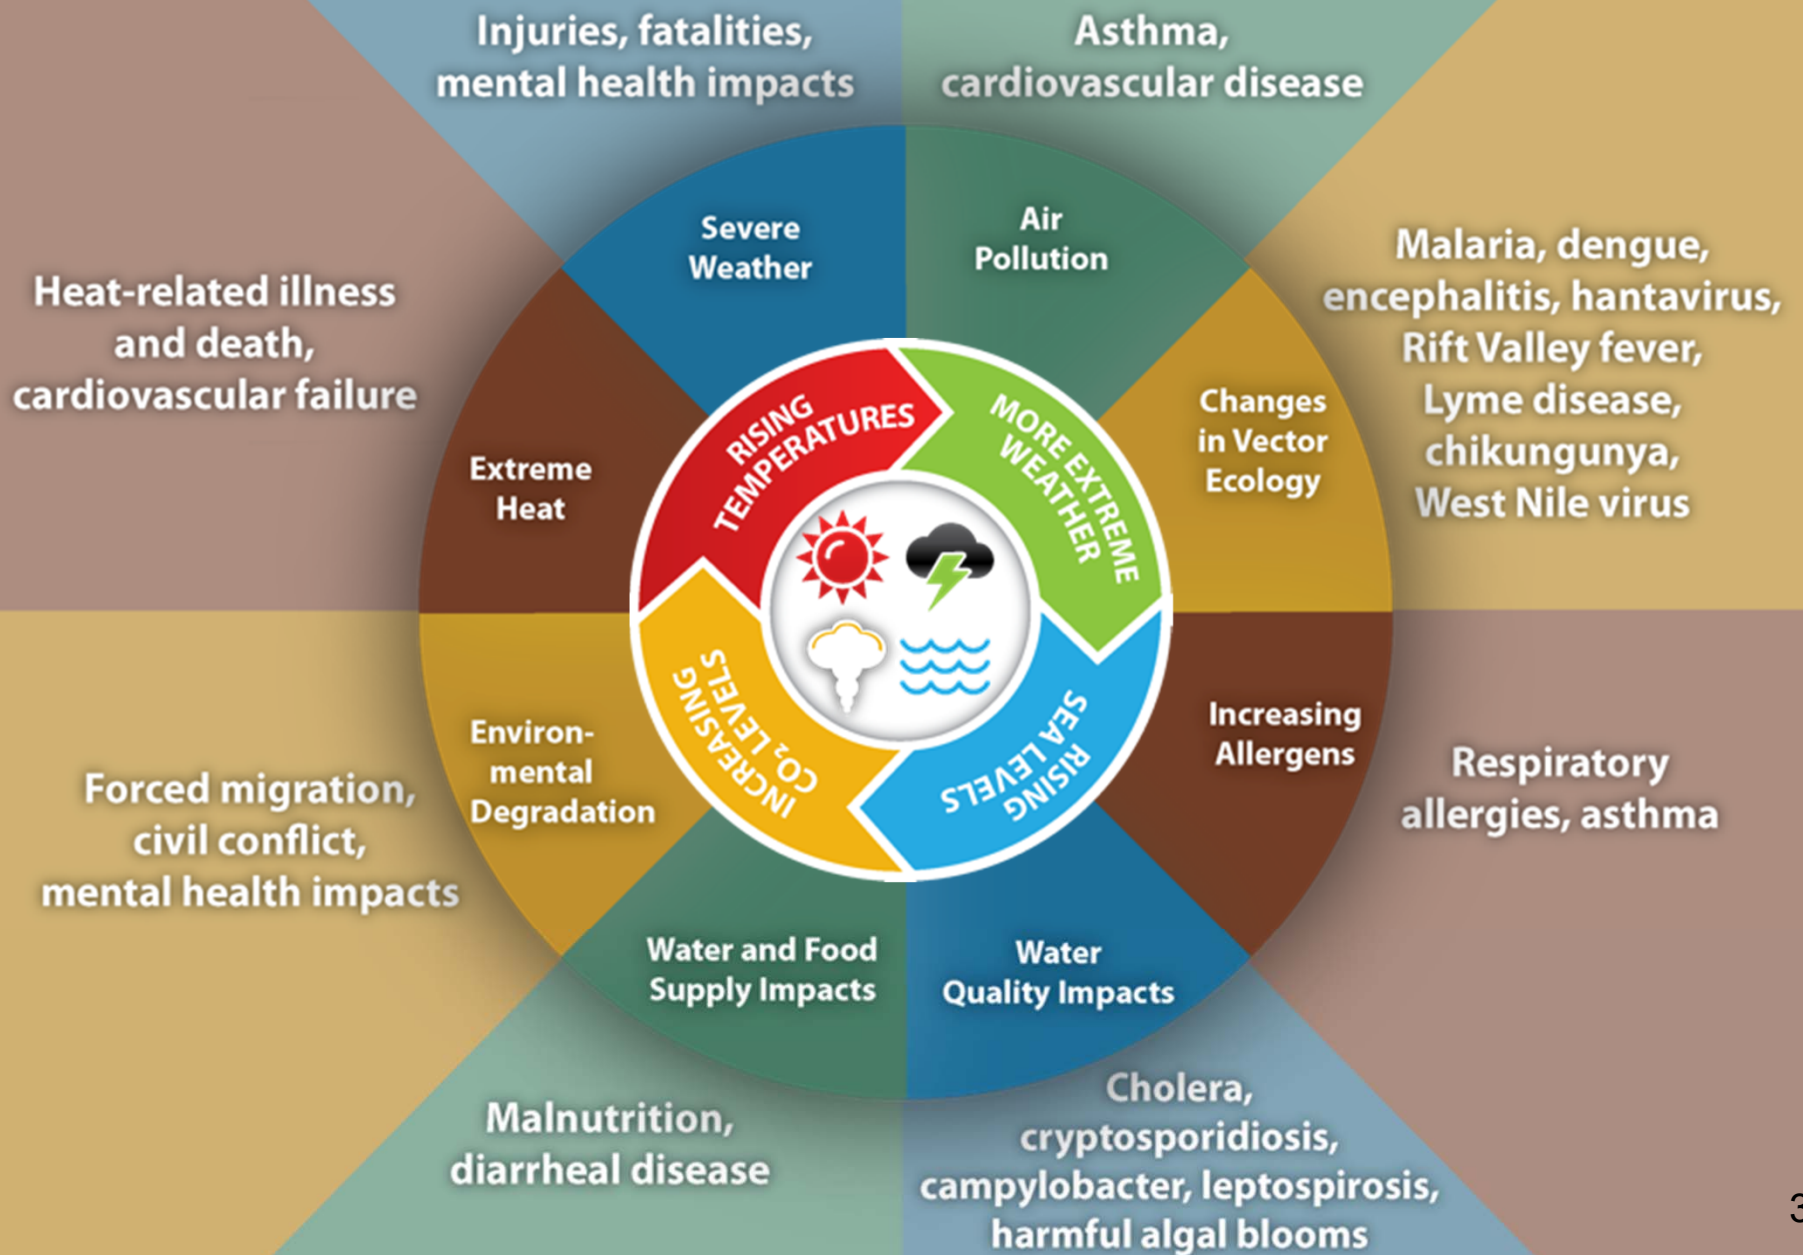 Injuries, fatalities,
mental health impacts
Asthma,
cardiovascular disease
Severe
Weather
Air
Pollution
Heat-related illness
and death,
cardiovascular failure
Malaria, dengue,
encephalitis, hantavirus,
Rift Valley fever,
Lyme disease,
chikungunya,
West Nile virus
Extreme
Heat
Changes
in Vector
Ecology
RISING
TEMPERATURES
MORE EXTREME
WEATHER
RISING
SEA LEVELS
INCREASING
CO₂ LEVELS
Environ-
mental
Degradation
Increasing
Allergens
Forced migration,
civil conflict,
mental health impacts
Respiratory
allergies, asthma
Water and Food
Supply Impacts
Water
Quality Impacts
Malnutrition,
diarrheal disease
Cholera,
cryptosporidiosis,
campylobacter, leptospirosis,
harmful algal blooms
3